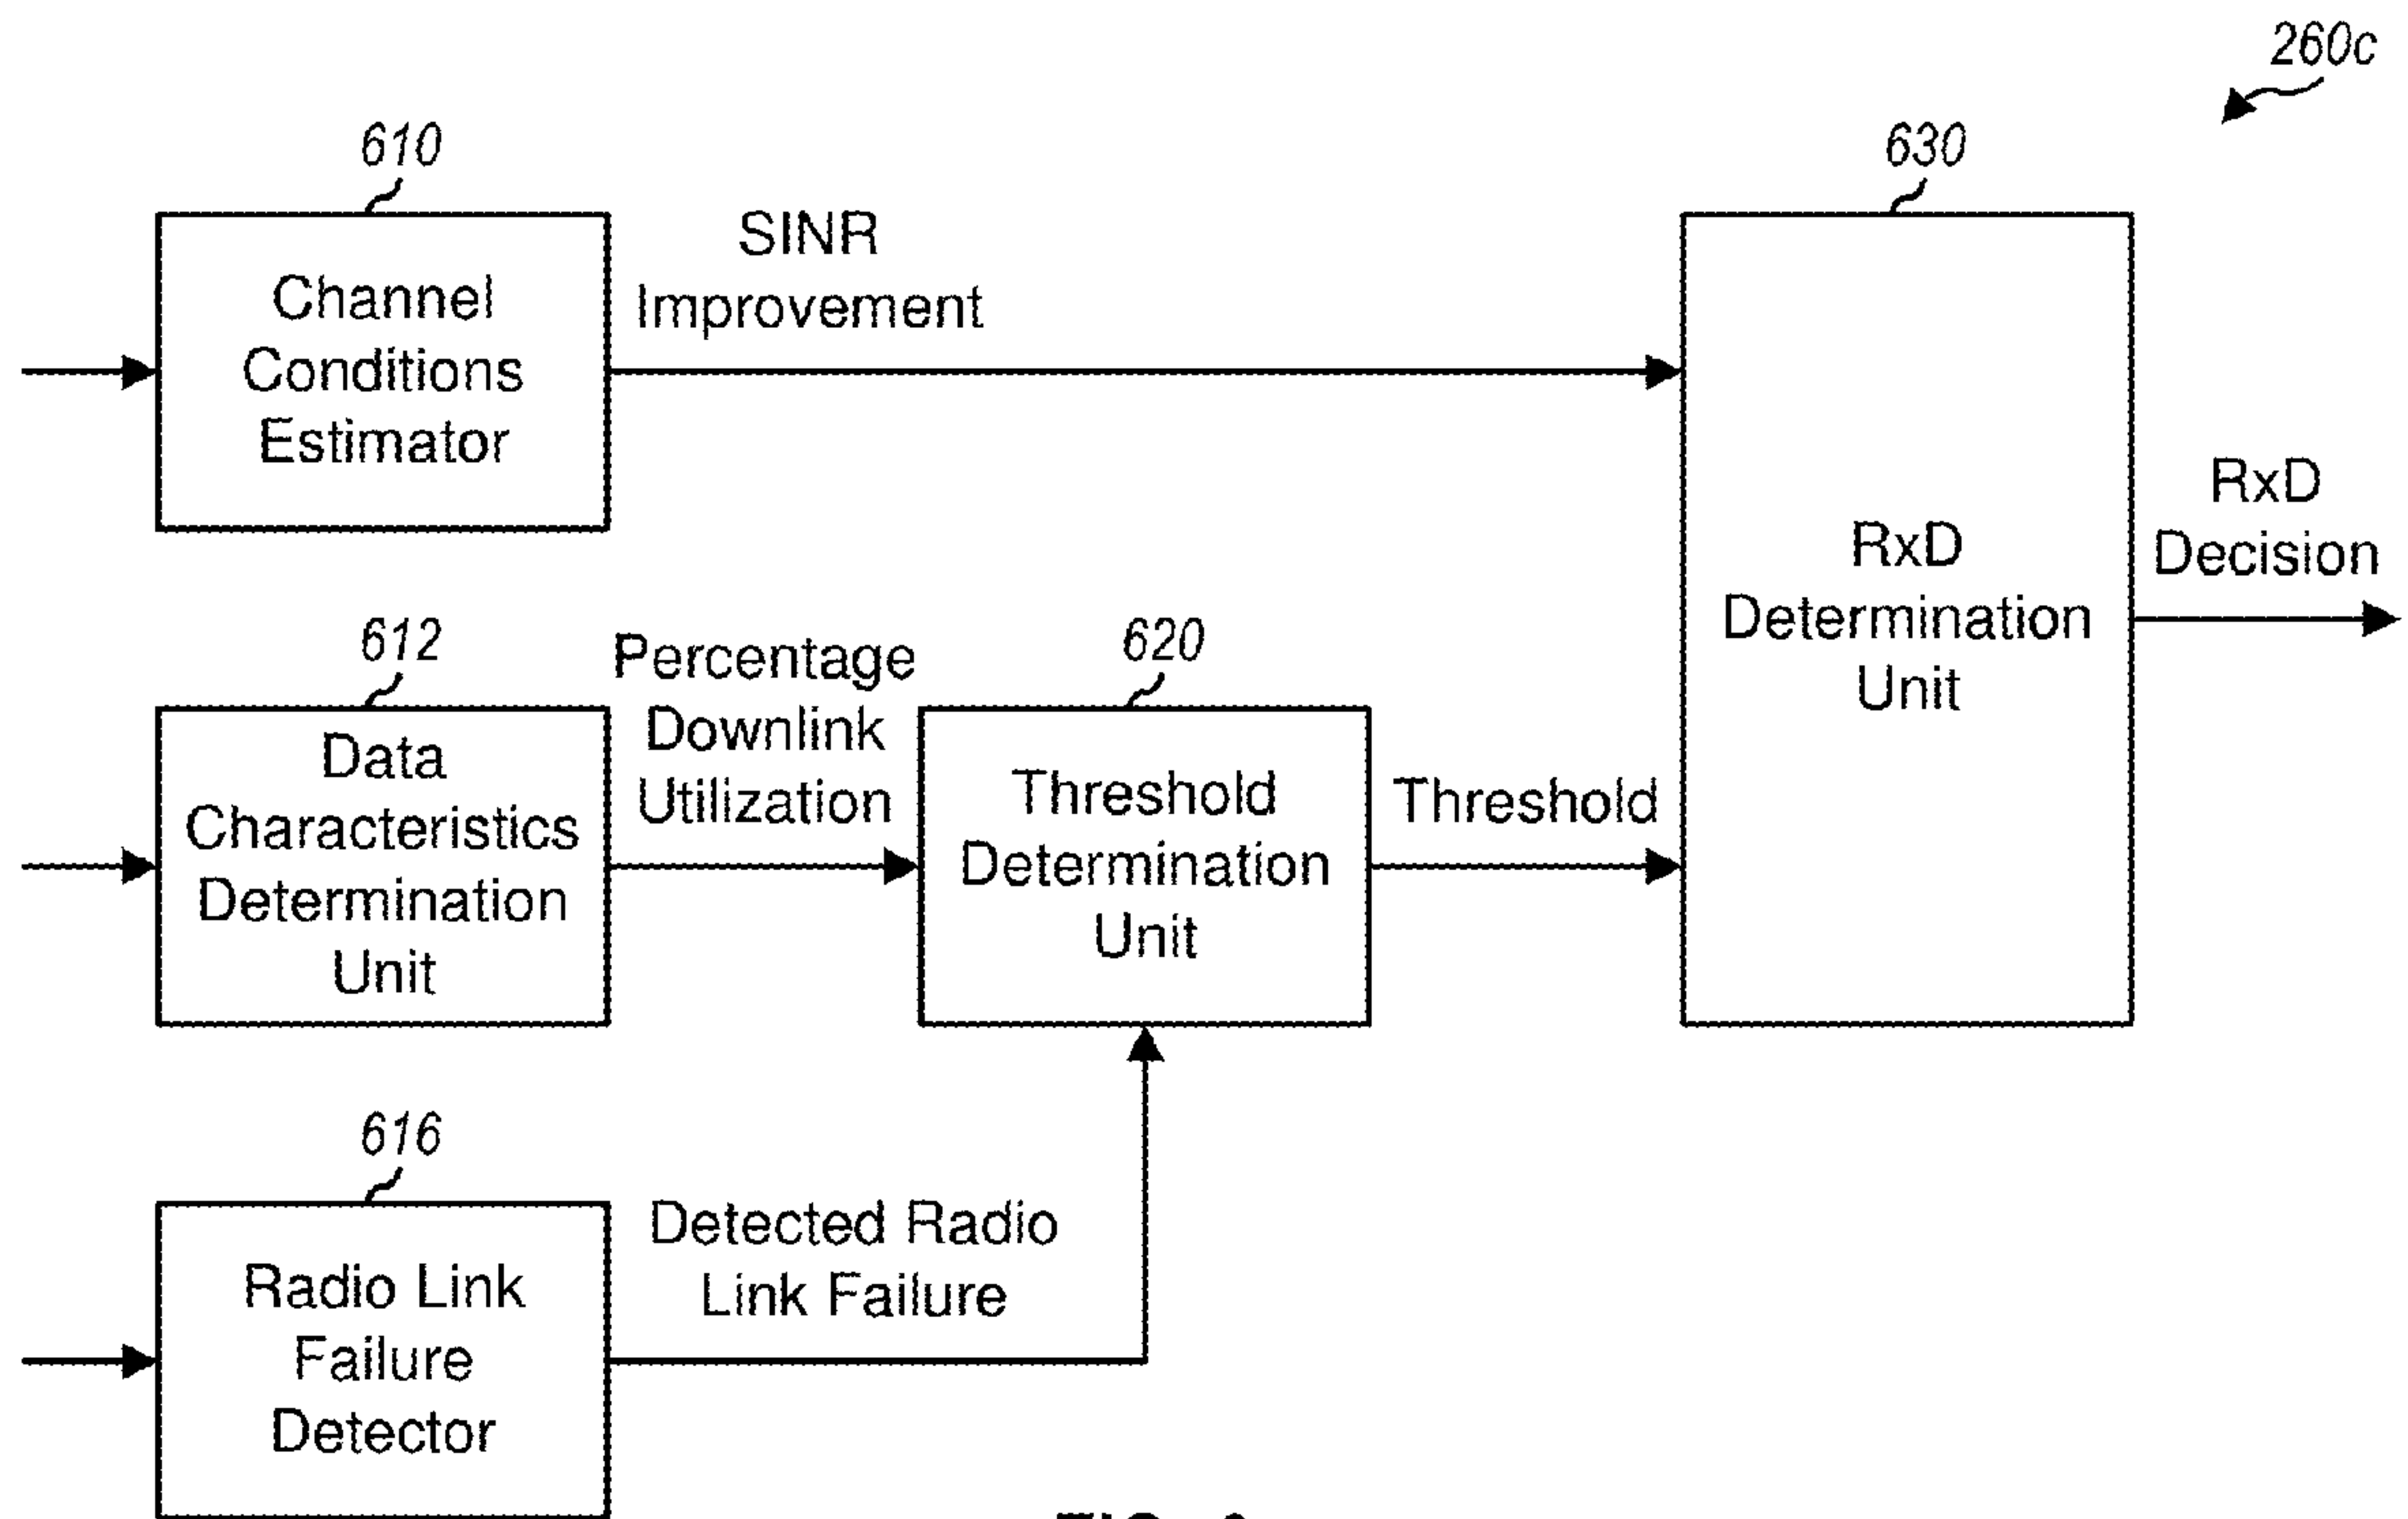 260c
610
630
Channel
Conditions
Estimator
SINR
Improvement
RxD
Determination
Unit
RxD
Decision
612
Data
Characteristics
Determination
Unit
Percentage
Downlink
Utilization
620
Threshold
Determination
Unit
Threshold
616
Radio Link
Failure
Detector
Detected Radio
Link Failure